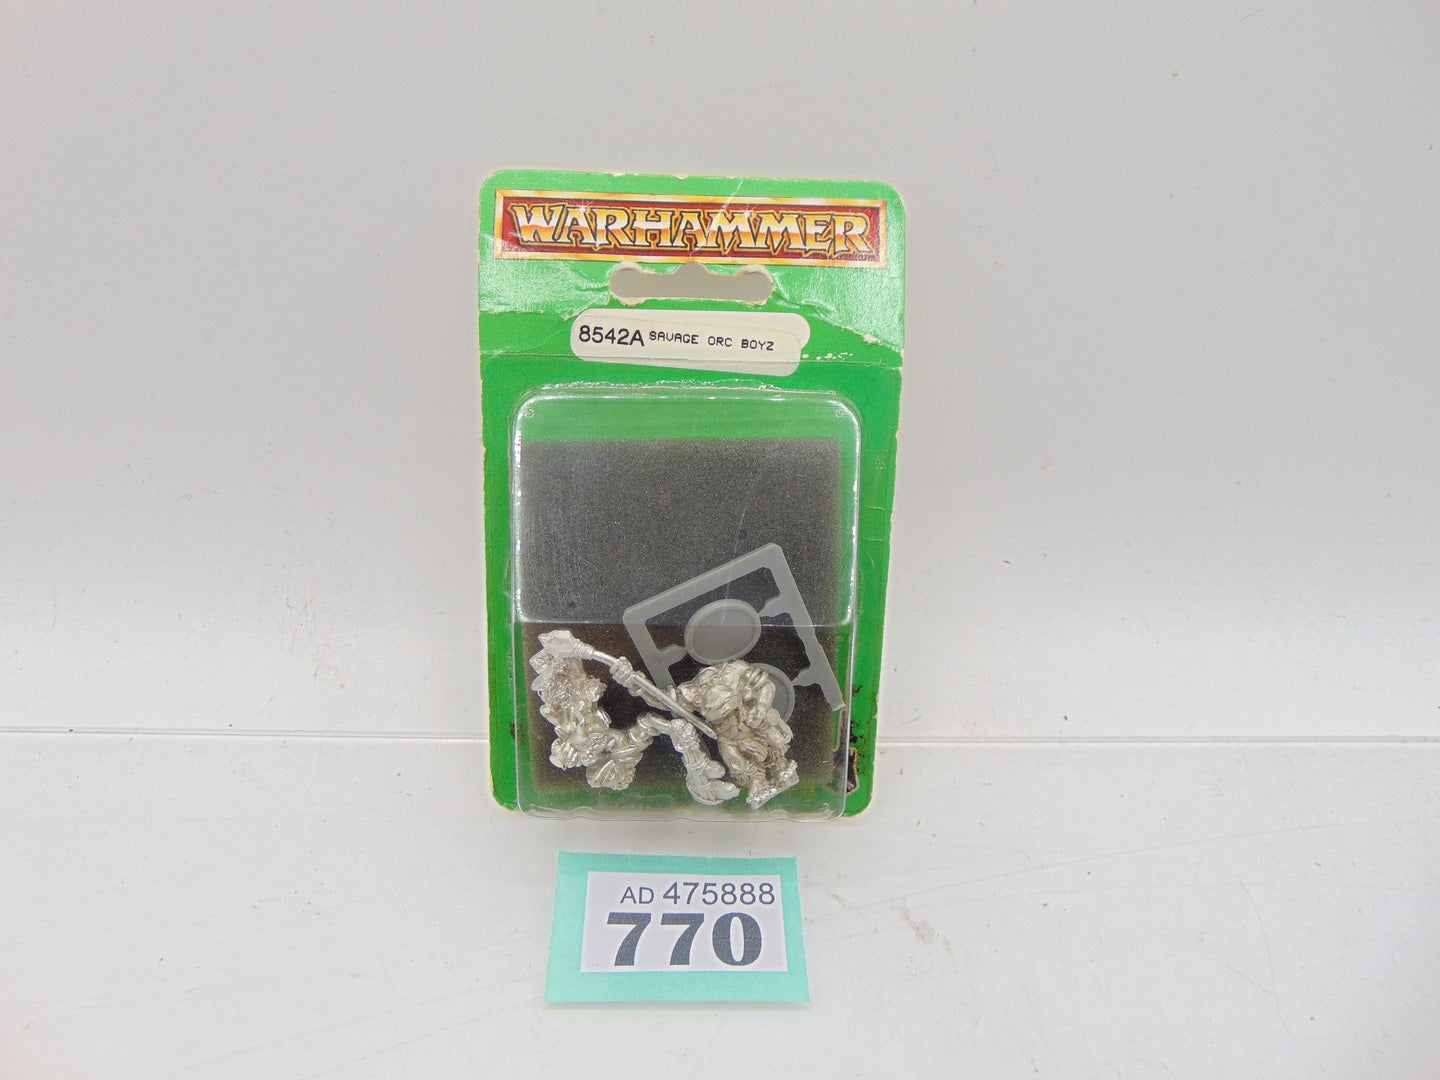 WARHAMMER
8542A SAVAGE ORC BOYZ
AD 475888
770